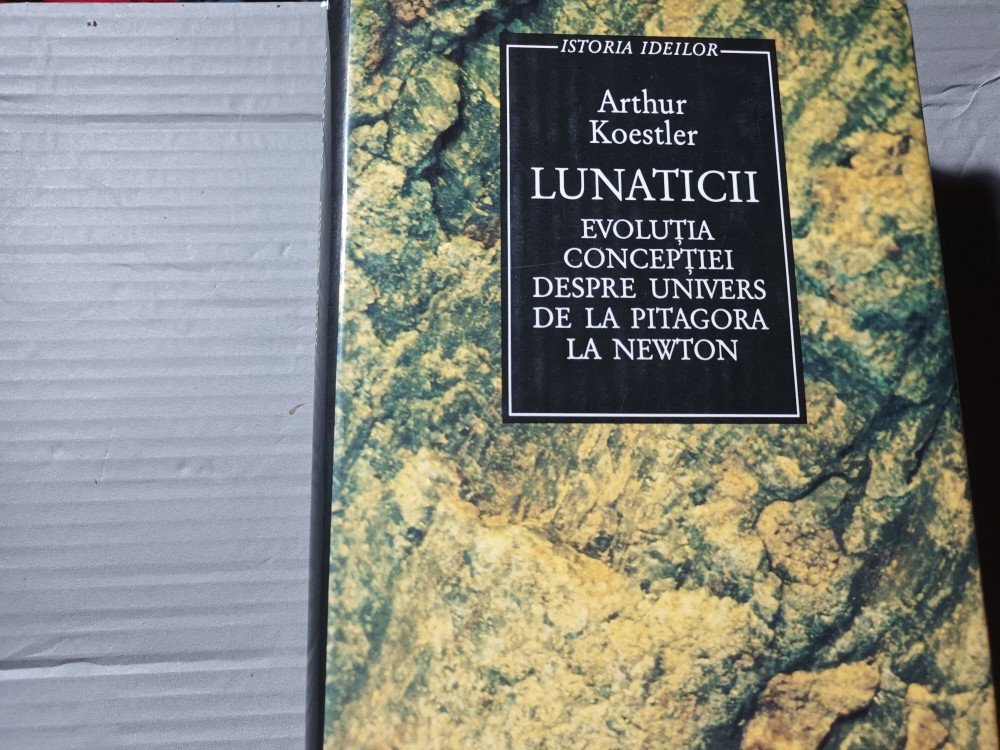 ISTORIA IDEILOR
Arthur
Koestler
LUNATICII
EVOLUȚIA
CONCEPȚIEI
DESPRE UNIVERS
DE LA PITAGORA
LA NEWTON